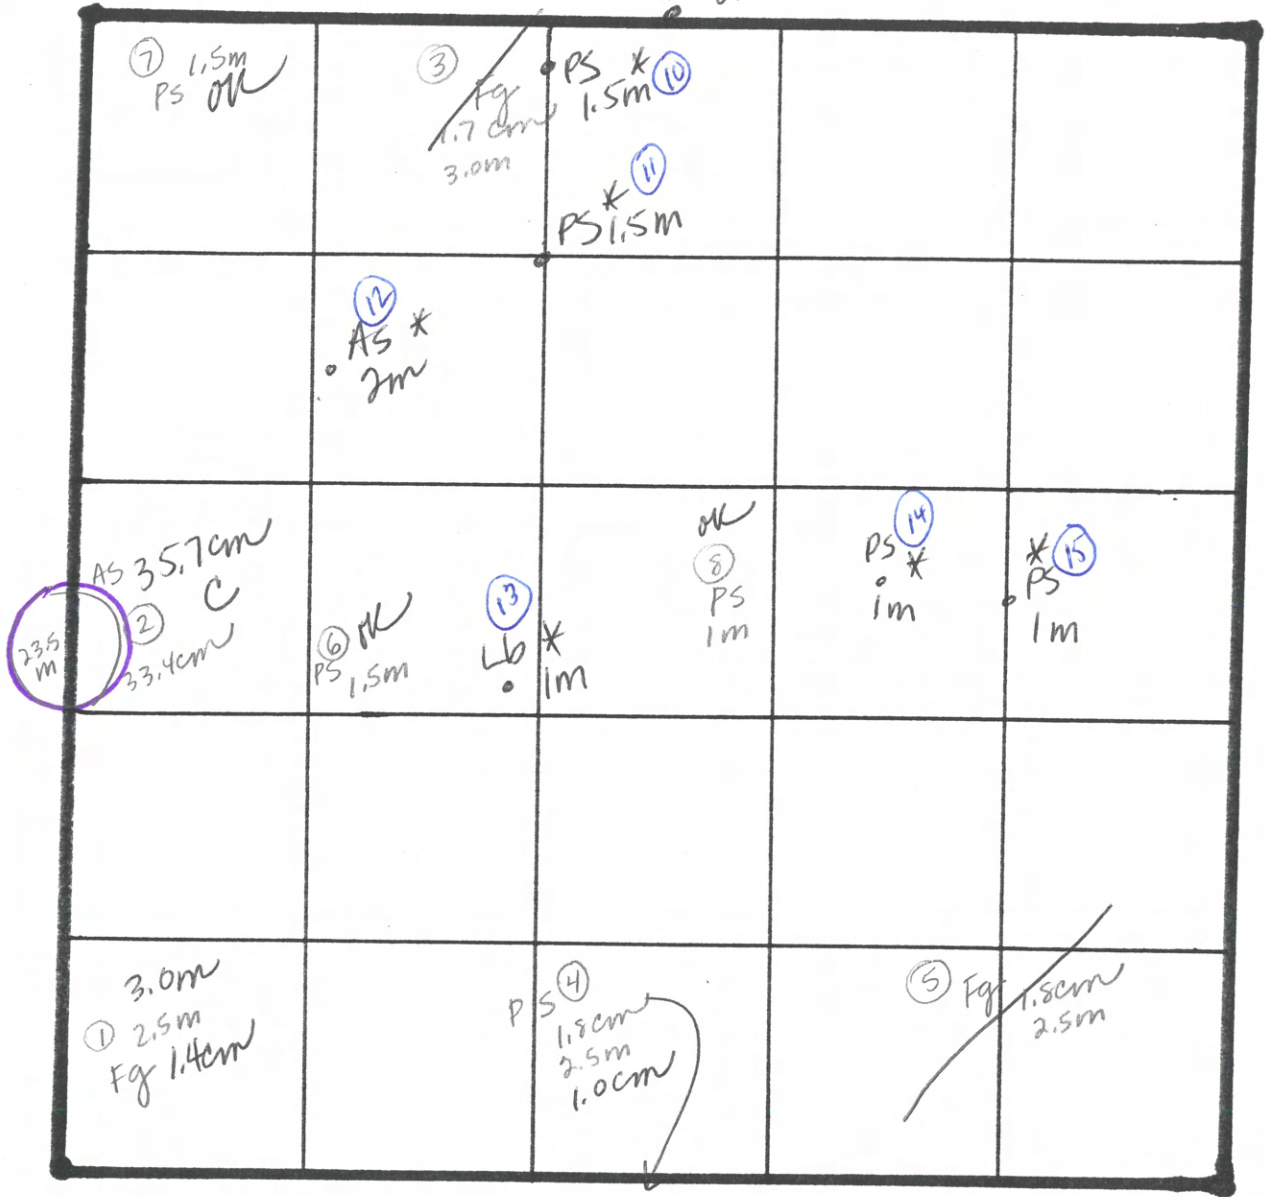 ⑦ 1.5m
PS OK
③
Fg
1.7 cm
3.0m
PS * ⑩
1.5m
⑪
*
PS 1.5m
⑫
AS *
2m
AS 35.7cm
C
②
33.4cm
23.5
m
⑥ OK
PS 1.5m
⑬
Lb *
1m
OK
⑧
PS
1m
⑭
PS *
1m
* ⑮
PS
1m
3.0m
① 2.5m
Fg 1.4cm
④
PS
1.8cm
2.5m
1.0cm
⑤ Fg 1.8cm
2.5m